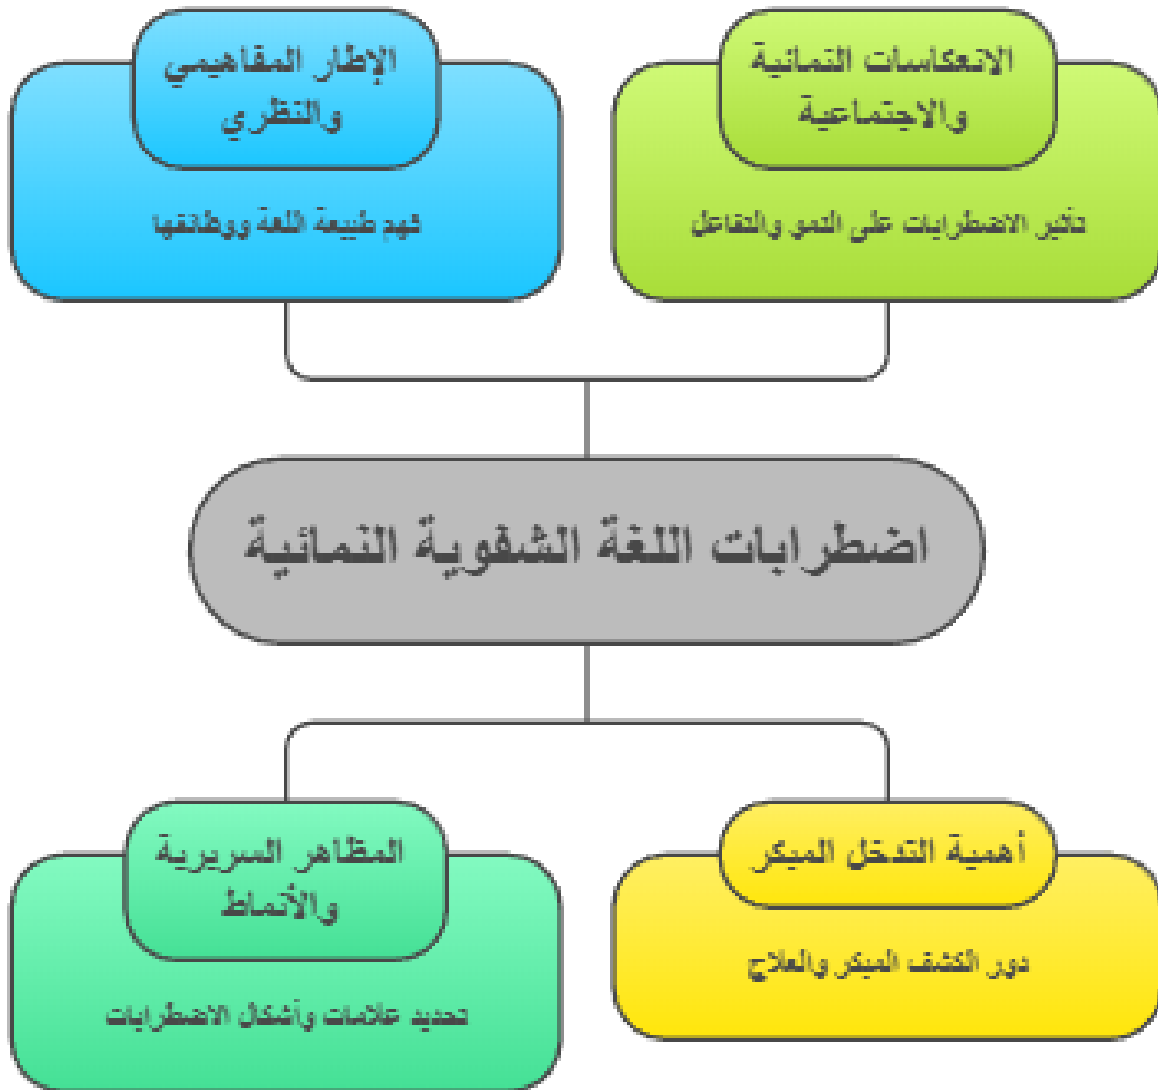 الانعكاسات النمائية
والاجتماعية
تأثير الاضطرابات على النمو والتفاعل
الإطار المفاهيمي
والنظري
فهم طبيعة اللغة ووظائفها
اضطرابات اللغة الشفوية النمائية
أهمية التدخل المبكر
دور الكشف المبكر والعلاج
المظاهر السريرية
والأنماط
تحديد علامات وأشكال الاضطرابات